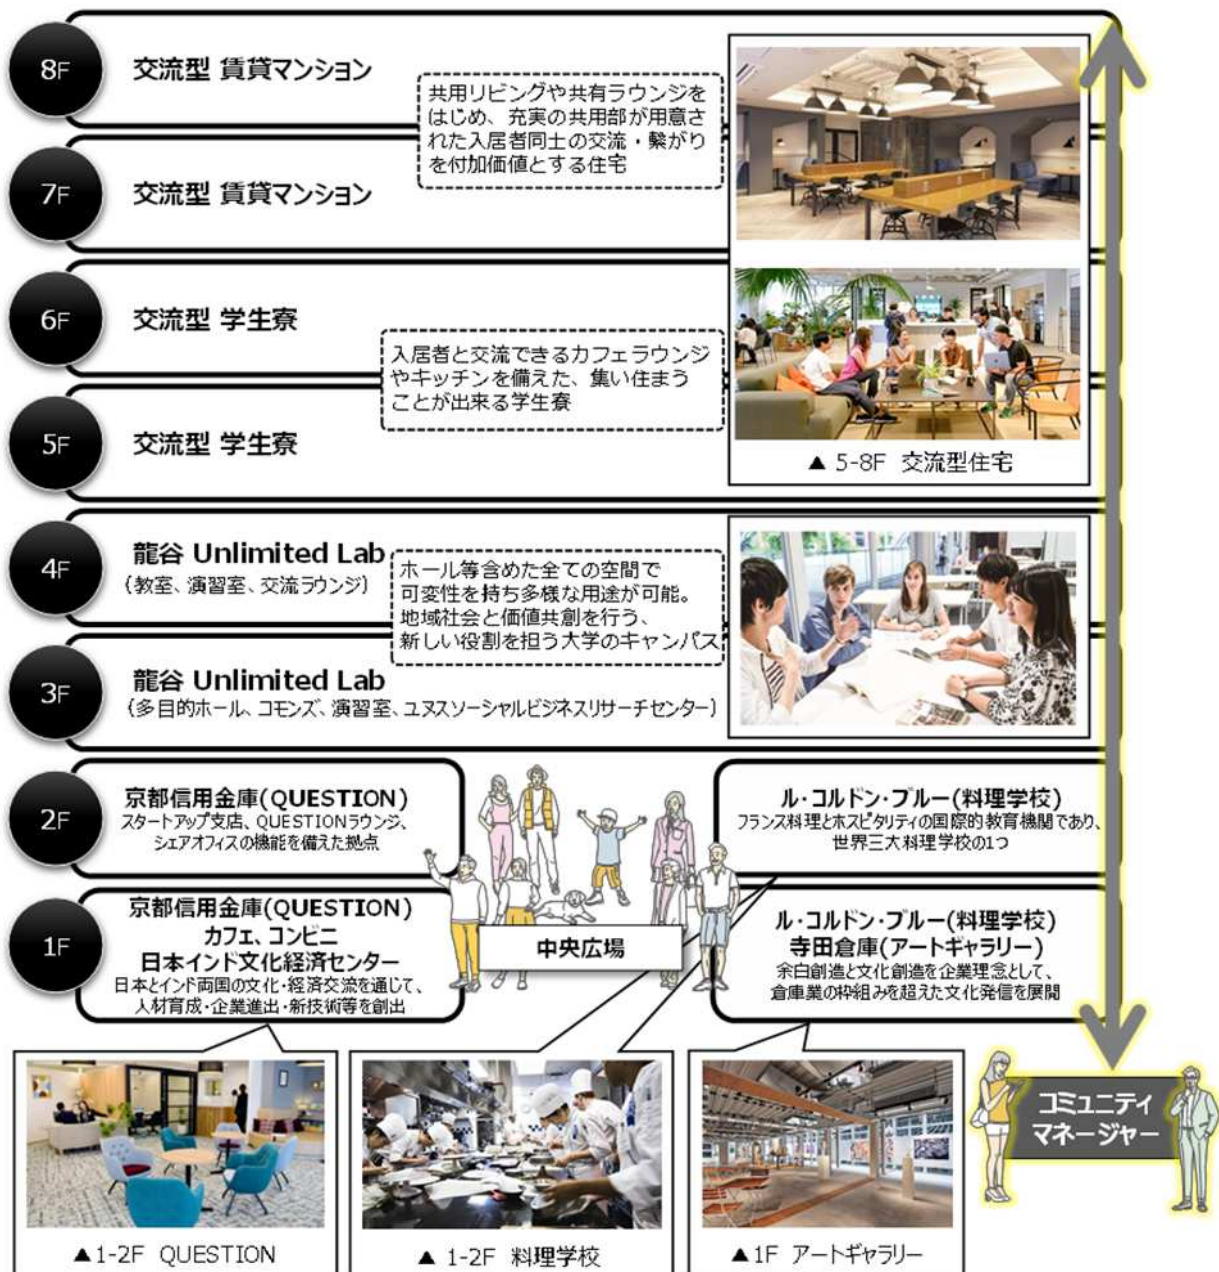 8F
交流型 賃貸マンション
共用リビングや共有ラウンジを
はじめ、充実の共用部が用意さ
れた入居者同士の交流・繋がり
を付加価値とする住宅
7F
交流型 賃貸マンション
6F
交流型 学生寮
入居者と交流できるカフェラウンジ
やキッチンを備えた、集い住まう
ことが出来る学生寮
5F
交流型 学生寮
▲ 5-8F 交流型住宅
4F
龍谷 Unlimited Lab
(教室、演習室、交流ラウンジ)
ホール等含めた全ての空間で
可変性を持ち多様な用途が可能。
地域社会と価値共創を行う、
新しい役割を担う大学のキャンパス
3F
龍谷 Unlimited Lab
(多目的ホール、コモンズ、演習室、ユヌスソーシャルビジネスリサーチセンター)
2F
京都信用金庫(QUESTION)
スタートアップ支店、QUESTIONラウンジ、
シェアオフィスの機能を備えた拠点
ル・コルドン・ブルー(料理学校)
フランス料理とホスピタリティの国際的教育機関であり、
世界三大料理学校の1つ
1F
京都信用金庫(QUESTION)
カフェ、コンビニ
日本インド文化経済センター
日本とインド両国の文化・経済交流を通じて、
人材育成・企業進出・新技術等を創出
中央広場
ル・コルドン・ブルー(料理学校)
寺田倉庫(アートギャラリー)
余白創造と文化創造を企業理念として、
倉庫業の枠組みを超えた文化発信を展開
▲1-2F QUESTION
▲ 1-2F 料理学校
▲1F アートギャラリー
コミュニティ
マネージャー